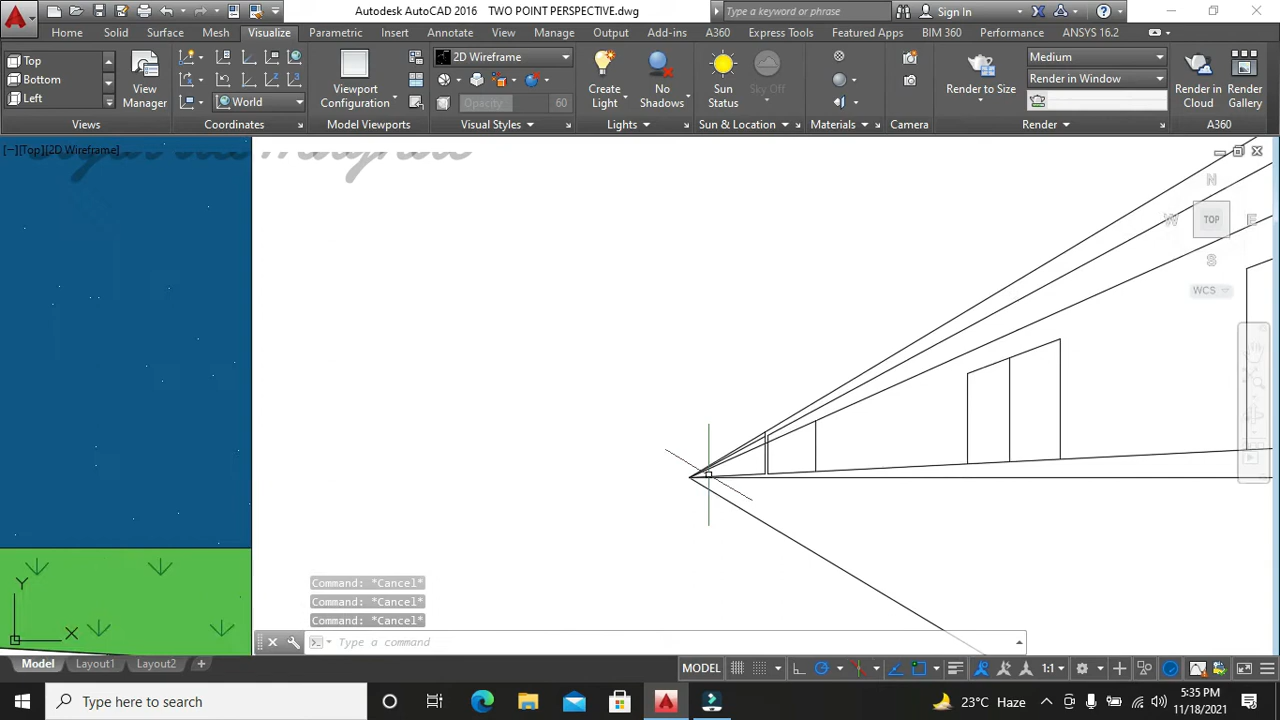 Autodesk AutoCAD 2016 TWO POINT PERSPECTIVE.dwg
Type a keyword or phrase
Sign In
Home Solid Surface Mesh Visualize Parametric Insert Annotate View Manage Output Add-ins A360 Express Tools Featured Apps BIM 360 Performance ANSYS 16.2
Top
Bottom
Left
View Manager
World
Viewport Configuration
2D Wireframe
Opacity 60
Create Light
No Shadows
Sun Status
Sky Off
Render to Size
Medium
Render in Window
Render in Cloud
Render Gallery
Views
Coordinates
Model Viewports
Visual Styles
Lights
Sun & Location
Materials
Camera
Render
A360
[−][Top][2D Wireframe]
N
W TOP E
S
WCS
Y
X
Command: *Cancel*
Command: *Cancel*
Command: *Cancel*
Type a command
Model Layout1 Layout2 +
MODEL
1:1
Type here to search
23°C Haze
5:35 PM
11/18/2021